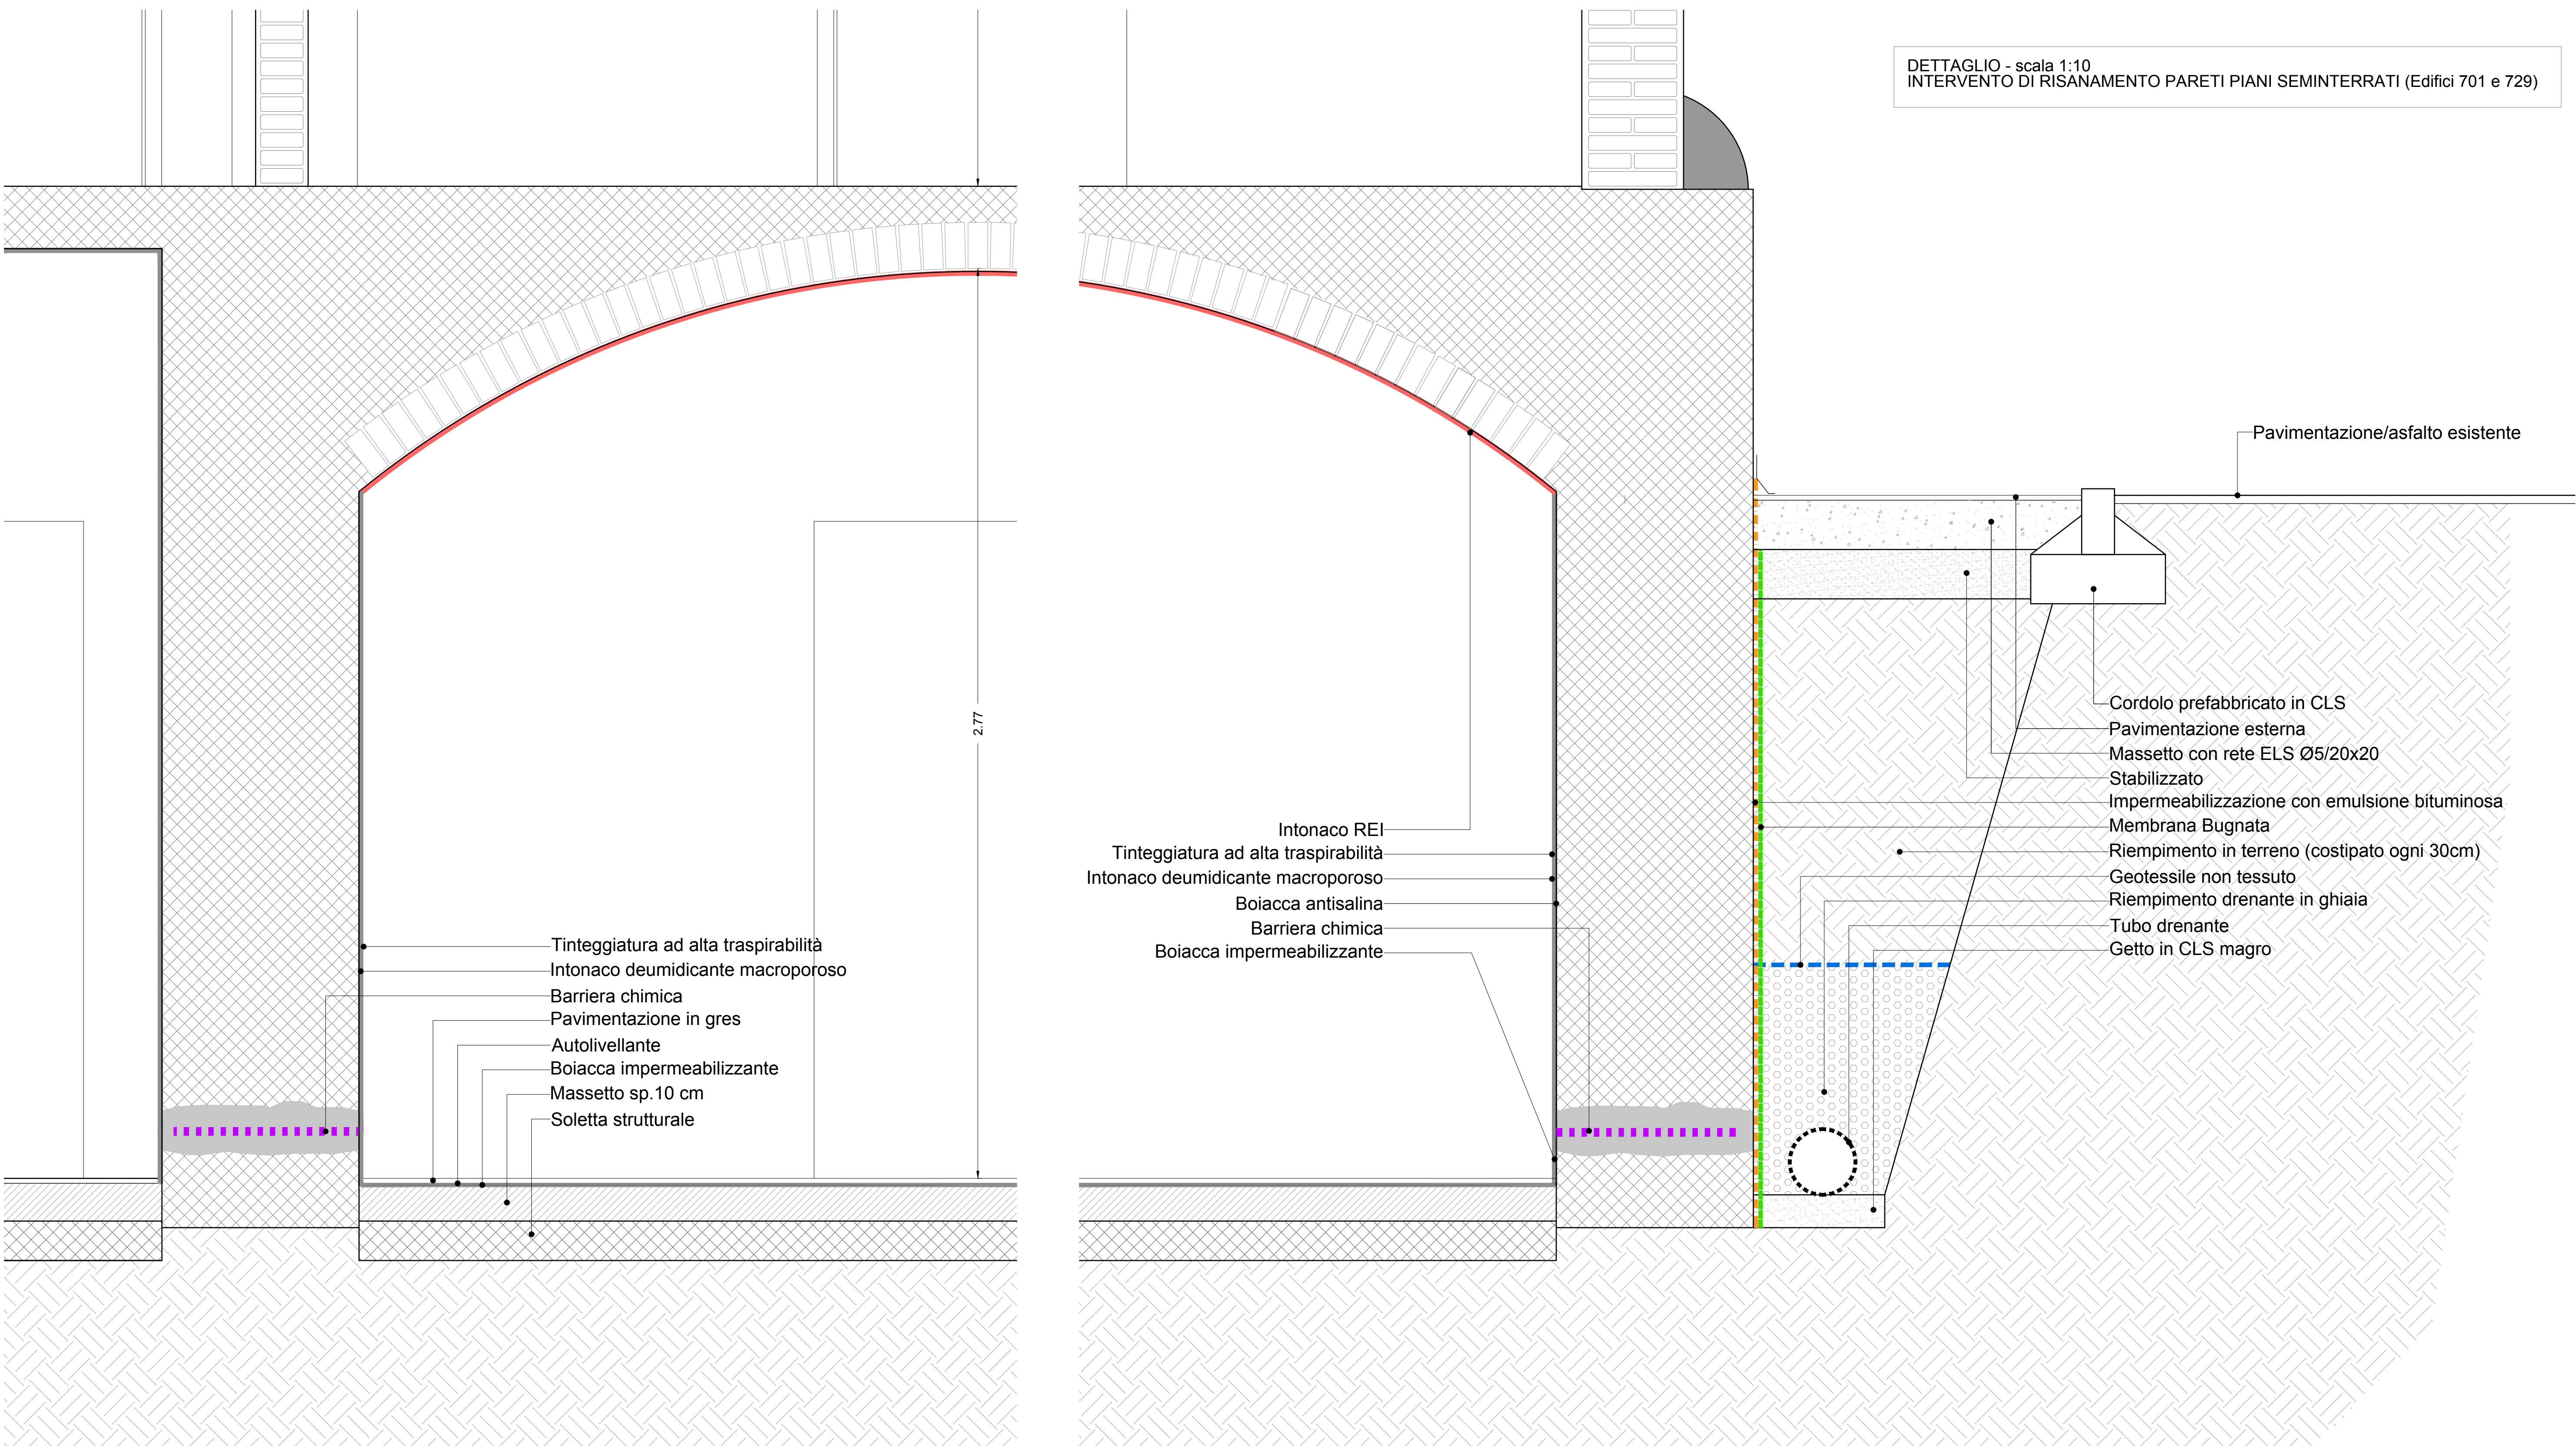 DETTAGLIO - scala 1:10
INTERVENTO DI RISANAMENTO PARETI PIANI SEMINTERRATI (Edifici 701 e 729)
Pavimentazione/asfalto esistente
2.77
Tinteggiatura ad alta traspirabilità
Intonaco deumidicante macroporoso
Barriera chimica
Pavimentazione in gres
Autolivellante
Boiacca impermeabilizzante
Massetto sp.10 cm
Soletta strutturale
Intonaco REI
Tinteggiatura ad alta traspirabilità
Intonaco deumidicante macroporoso
Boiacca antisalina
Barriera chimica
Boiacca impermeabilizzante
Cordolo prefabbricato in CLS
Pavimentazione esterna
Massetto con rete ELS Ø5/20x20
Stabilizzato
Impermeabilizzazione con emulsione bituminosa
Membrana Bugnata
Riempimento in terreno (costipato ogni 30cm)
Geotessile non tessuto
Riempimento drenante in ghiaia
Tubo drenante
Getto in CLS magro